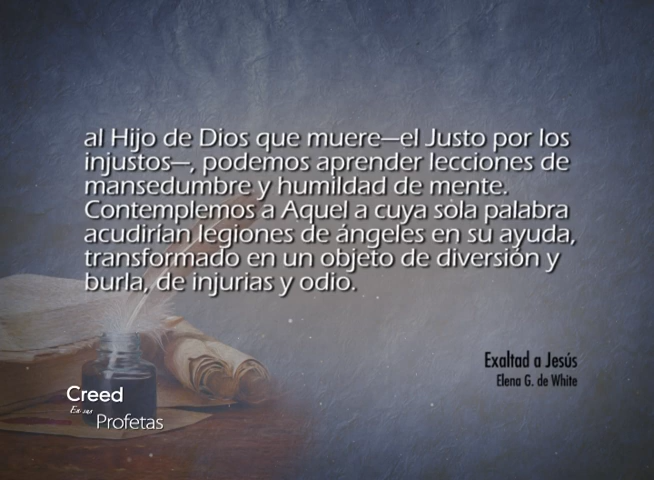 al Hijo de Dios que muere—el Justo por los
injustos—, podemos aprender lecciones de
mansedumbre y humildad de mente.
Contemplemos a Aquel a cuya sola palabra
acudirían legiones de ángeles en su ayuda,
transformado en un objeto de diversión y
burla, de injurias y odio.
Exaltad a Jesús
Elena G. de White
Creed
En sus
Profetas